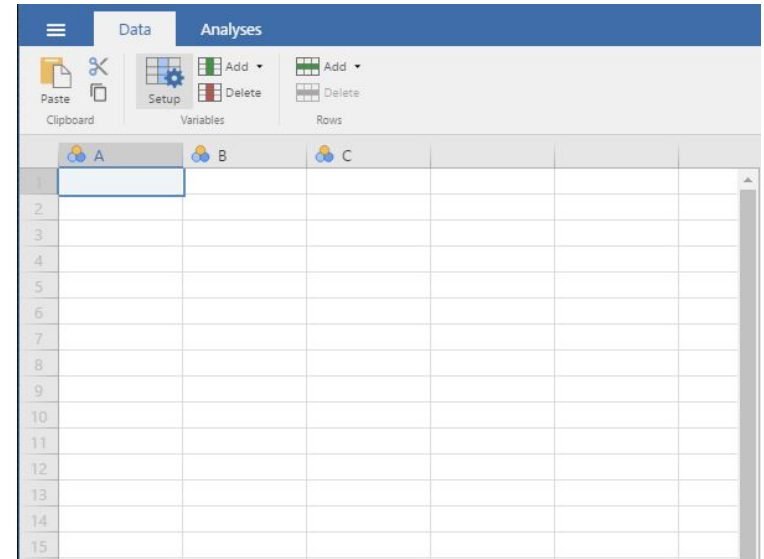 Data Analyses
Paste
Clipboard
Setup
Add
Delete
Variables
Add
Delete
Rows
A B C
1
2
3
4
5
6
7
8
9
10
11
12
13
14
15